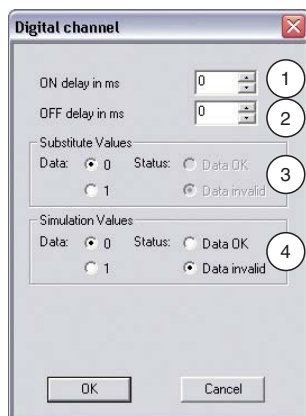 Digital channel
ON delay in ms 0 1
OFF delay in ms 0 2
Substitute Values
Data: 0 Status: Data OK
1 Data invalid 3
Simulation Values
Data: 0 Status: Data OK
1 Data invalid 4
OK Cancel